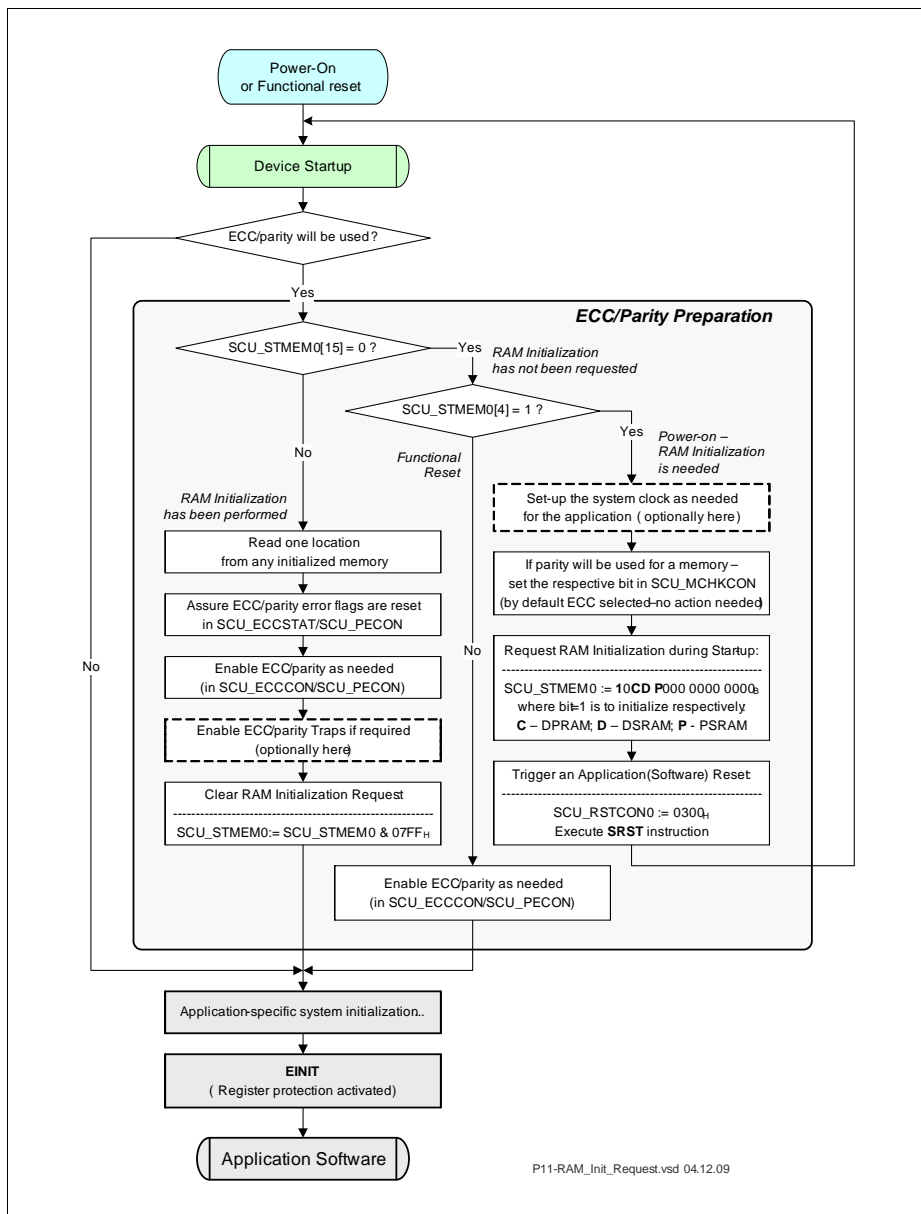 Power-On
or Functional reset
Device Startup
ECC/parity will be used?
Yes
ECC/Parity Preparation
SCU_STMEM0[15] = 0 ?
Yes
RAM Initialization
has not been requested
SCU_STMEM0[4] = 1 ?
Yes
No
Functional
Reset
Power-on –
RAM Initialization
is needed
RAM Initialization
has been performed
Set-up the system clock as needed
for the application ( optionally here)
Read one location
from any initialized memory
If parity will be used for a memory –
set the respective bit in SCU_MCHKCON
(by default ECC selected–no action needed)
Assure ECC/parity error flags are reset
in SCU_ECCSTAT/SCU_PECON
Request RAM Initialization during Startup:
SCU_STMEM0 := 10CD P000 0000 0000B
where bit=1 is to initialize respectively:
C – DPRAM; D – DSRAM; P - PSRAM
No
No
Enable ECC/parity as needed
(in SCU_ECCCON/SCU_PECON)
Enable ECC/parity Traps if required
(optionally here)
Clear RAM Initialization Request
SCU_STMEM0:= SCU_STMEM0 & 07FFH
Trigger an Application(Software) Reset:
SCU_RSTCON0 := 0300H
Execute SRST instruction
Enable ECC/parity as needed
(in SCU_ECCCON/SCU_PECON)
Application-specific system initialization..
EINIT
( Register protection activated)
Application Software
P11-RAM_Init_Request.vsd 04.12.09